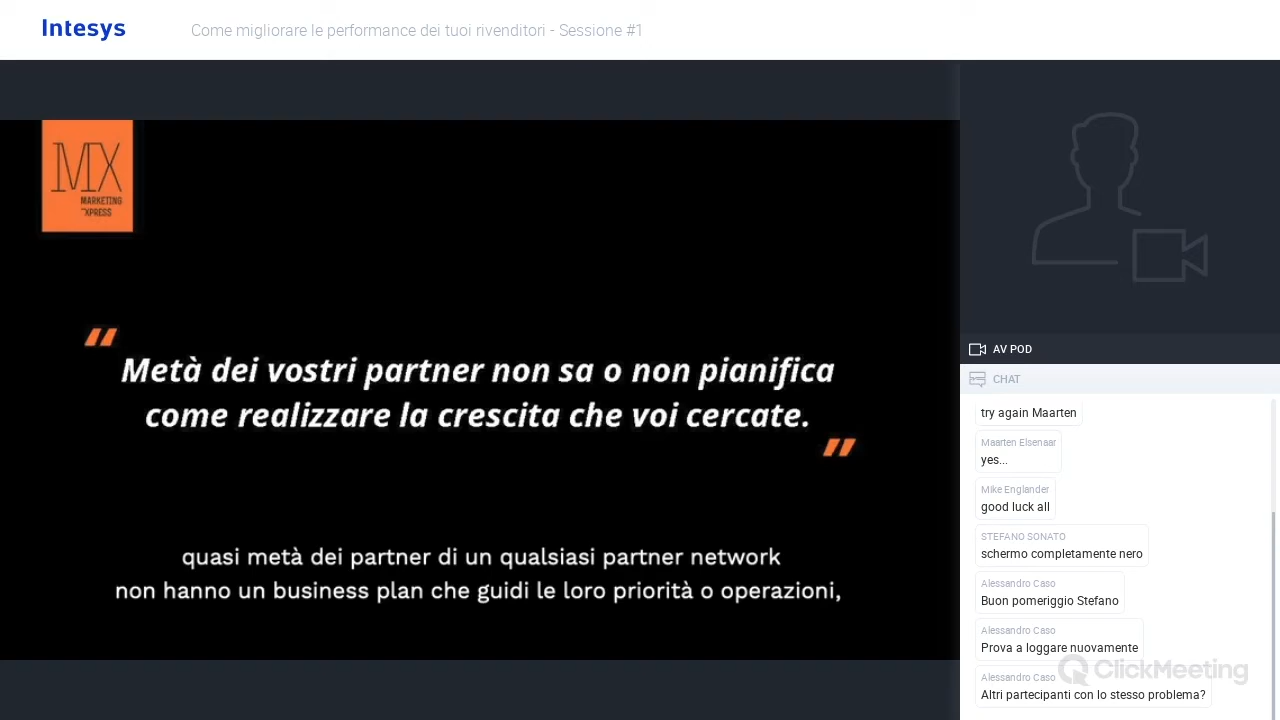 Intesys
Come migliorare le performance dei tuoi rivenditori - Sessione #1
MX
MARKETING
XPRESS
“
Metà dei vostri partner non sa o non pianifica
come realizzare la crescita che voi cercate.
”
quasi metà dei partner di un qualsiasi partner network
non hanno un business plan che guidi le loro priorità o operazioni,
AV POD
CHAT
try again Maarten
Maarten Elsenaar
yes...
Mike Englander
good luck all
STEFANO SONATO
schermo completamente nero
Alessandro Caso
Buon pomeriggio Stefano
Alessandro Caso
Prova a loggare nuovamente
Alessandro Caso
Altri partecipanti con lo stesso problema?
ClickMeeting